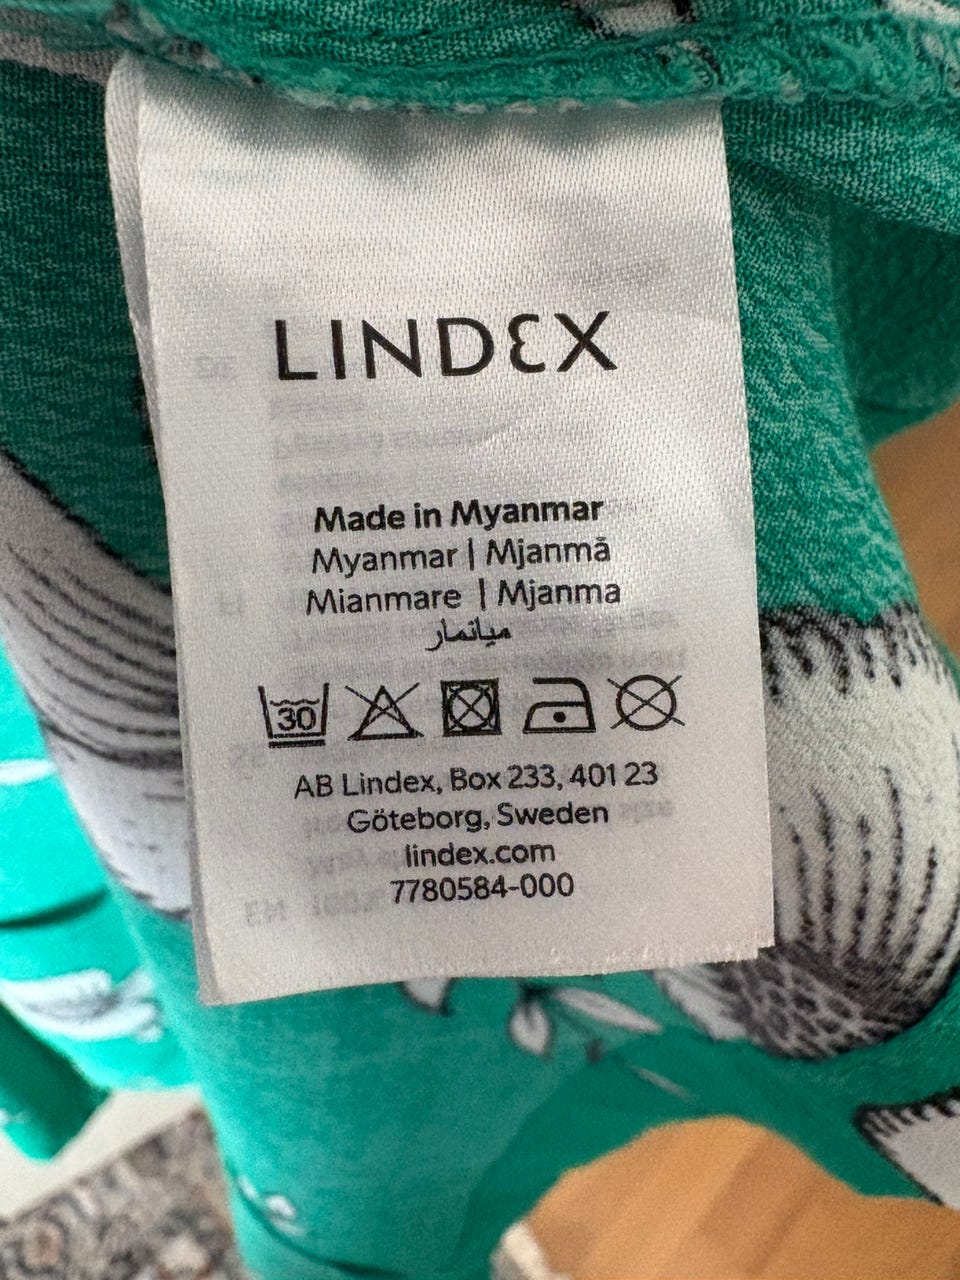 LINDEX
Made in Myanmar
Myanmar | Mjanmā
Mianmare | Mjanma
ميانمار
30
AB Lindex, Box 233, 401 23
Göteborg, Sweden
lindex.com
7780584-000